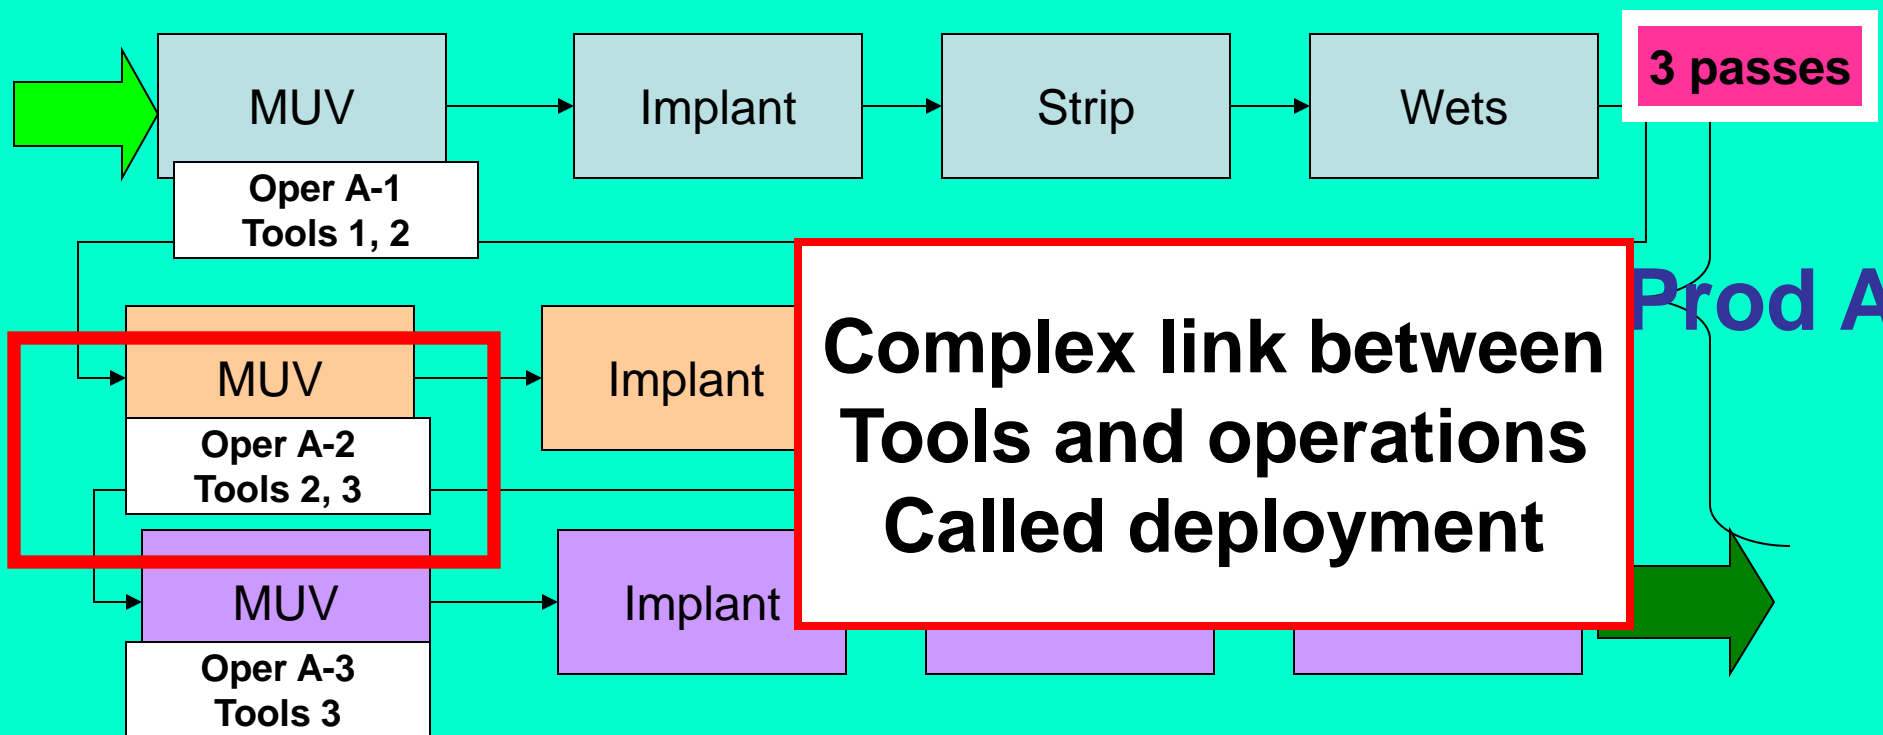 MUV
Implant
Strip
Wets
3 passes
Oper A-1
Tools 1, 2
Prod A
MUV
Implant
Oper A-2
Tools 2, 3
Complex link between
Tools and operations
Called deployment
MUV
Implant
Oper A-3
Tools 3